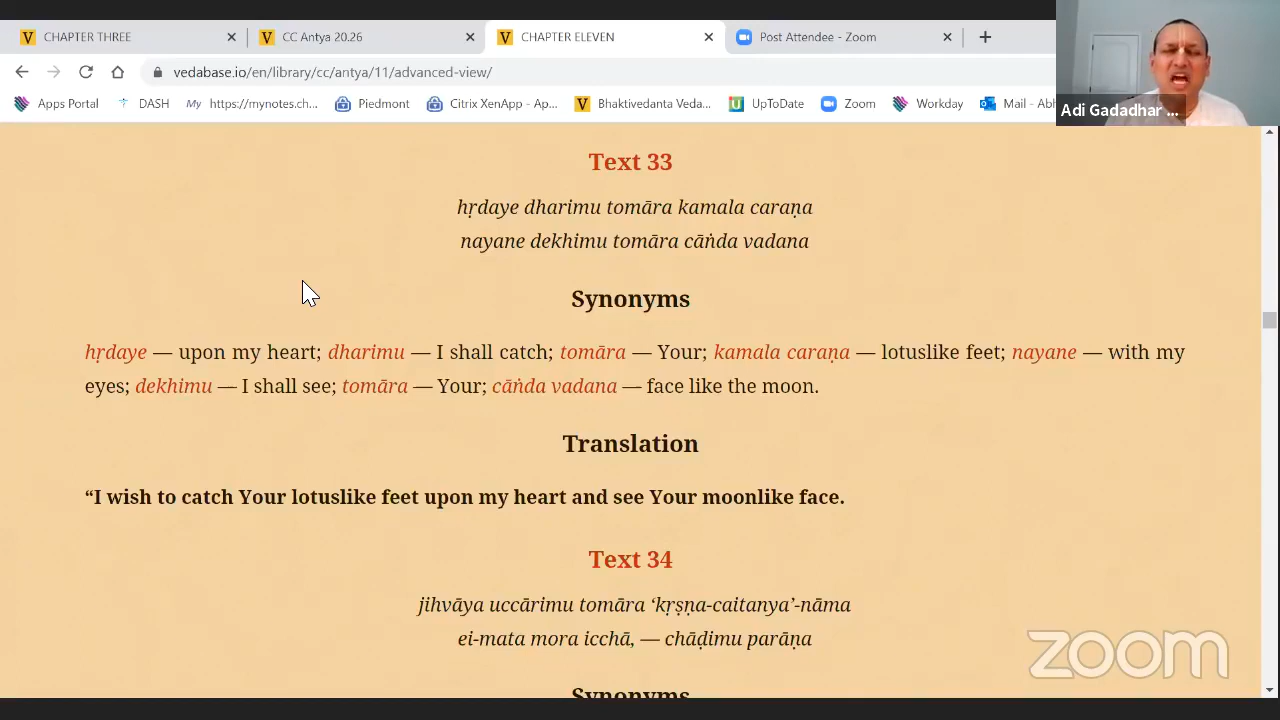 CHAPTER THREE
CC Antya 20.26
CHAPTER ELEVEN
Post Attendee - Zoom
vedabase.io/en/library/cc/antya/11/advanced-view/
Apps Portal
DASH
My https://mynotes.ch...
Piedmont
Citrix XenApp - Ap...
Bhaktivedanta Veda...
UpToDate
Zoom
Workday
Mail - Abh
Adi Gadadhar ...
Text 33
hṛdaye dharimu tomāra kamala caraṇa
nayane dekhimu tomāra cāṅda vadana
Synonyms
hṛdaye — upon my heart; dharimu — I shall catch; tomāra — Your; kamala caraṇa — lotuslike feet; nayane — with my
eyes; dekhimu — I shall see; tomāra — Your; cāṅda vadana — face like the moon.
Translation
“I wish to catch Your lotuslike feet upon my heart and see Your moonlike face.
Text 34
jihvāya uccārimu tomāra ‘kṛṣṇa-caitanya’-nāma
ei-mata mora icchā, — chāḍimu parāṇa
zoom
Synonyms